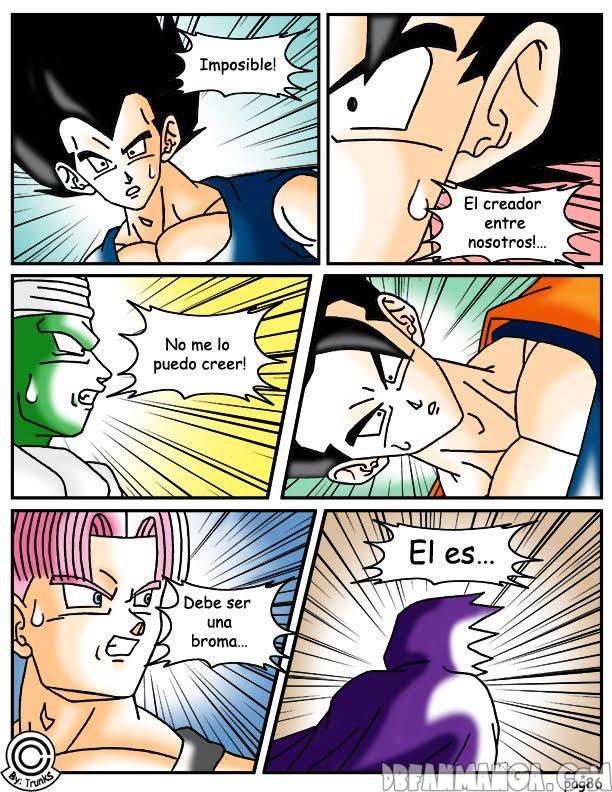 Imposible!
El creador
entre
nosotros!...
No me lo
puedo creer!
Debe ser
una
broma...
El es...
©
By: Trunks
DBFANMANGA.COM
pag86